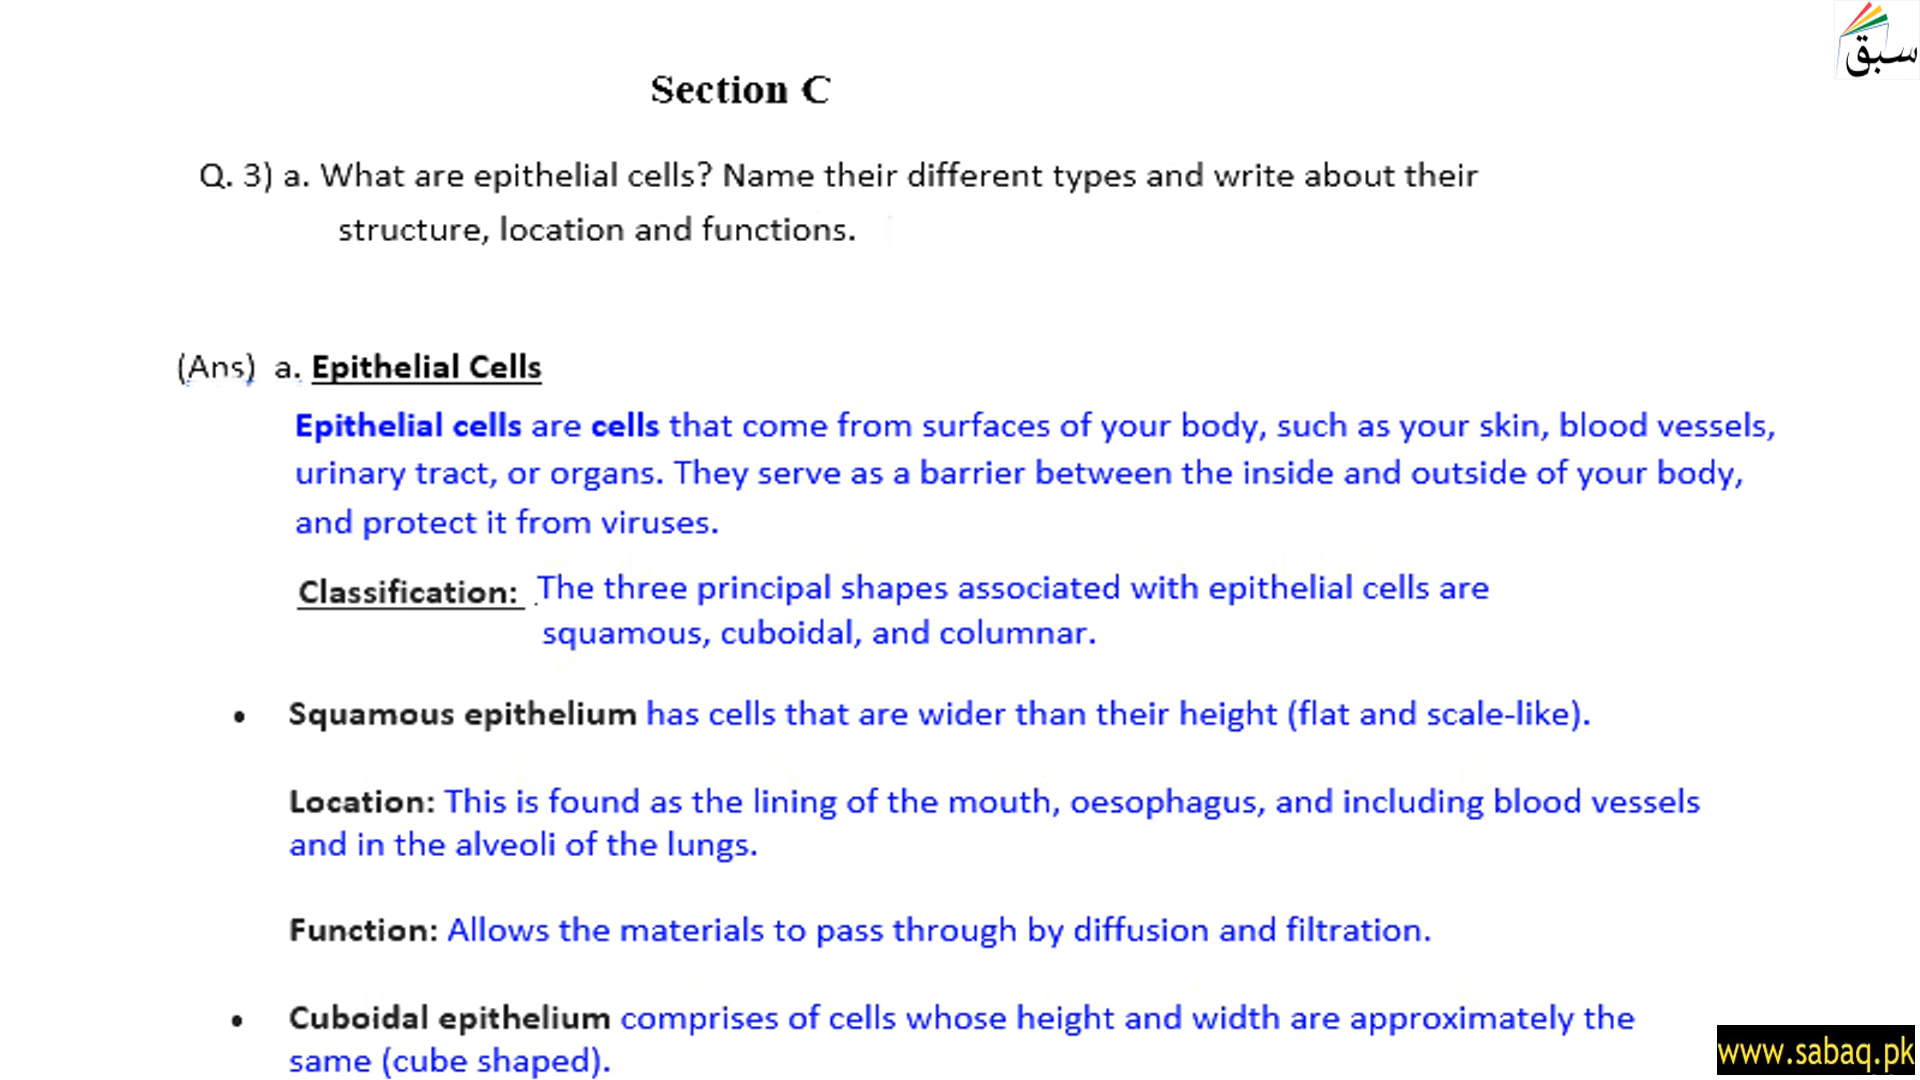 سبق
Section C
Q. 3) a. What are epithelial cells? Name their different types and write about their
structure, location and functions.
(Ans) a. Epithelial Cells
Epithelial cells are cells that come from surfaces of your body, such as your skin, blood vessels,
urinary tract, or organs. They serve as a barrier between the inside and outside of your body,
and protect it from viruses.
Classification: The three principal shapes associated with epithelial cells are
squamous, cuboidal, and columnar.
• Squamous epithelium has cells that are wider than their height (flat and scale-like).
Location: This is found as the lining of the mouth, oesophagus, and including blood vessels
and in the alveoli of the lungs.
Function: Allows the materials to pass through by diffusion and filtration.
• Cuboidal epithelium comprises of cells whose height and width are approximately the
same (cube shaped).
www.sabaq.pk